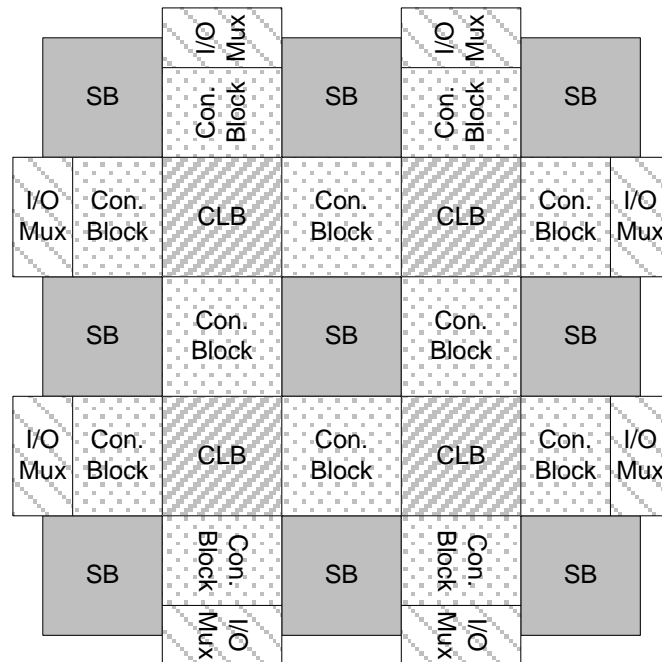 I/O
Mux
I/O
Mux
SB
Con.
Block
SB
Con.
Block
SB
I/O
Mux
Con.
Block
CLB
Con.
Block
CLB
Con.
Block
I/O
Mux
SB
Con.
Block
SB
Con.
Block
SB
I/O
Mux
Con.
Block
CLB
Con.
Block
CLB
Con.
Block
I/O
Mux
SB
Con.
Block
SB
Con.
Block
SB
I/O
Mux
I/O
Mux